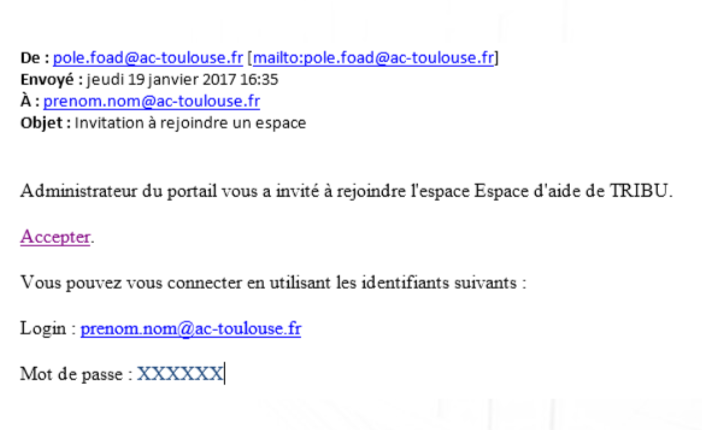 De : pole.foad@ac-toulouse.fr [mailto:pole.foad@ac-toulouse.fr]
Envoyé : jeudi 19 janvier 2017 16:35
À : prenom.nom@ac-toulouse.fr
Objet : Invitation à rejoindre un espace
Administrateur du portail vous a invité à rejoindre l'espace Espace d'aide de TRIBU.
Accepter.
Vous pouvez vous connecter en utilisant les identifiants suivants :
Login : prenom.nom@ac-toulouse.fr
Mot de passe : XXXXXX